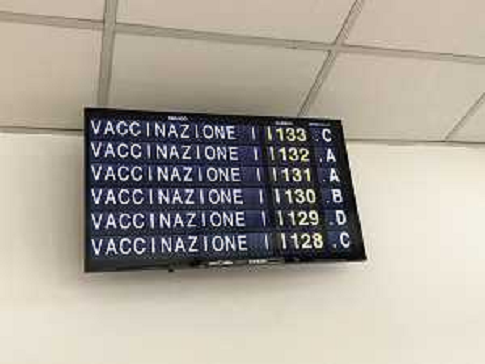 VACCINAZIONE I I133 .C
VACCINAZIONE I I132 .A
VACCINAZIONE I I131 .A
VACCINAZIONE I I130 .B
VACCINAZIONE I I129 .D
VACCINAZIONE I I128 .C